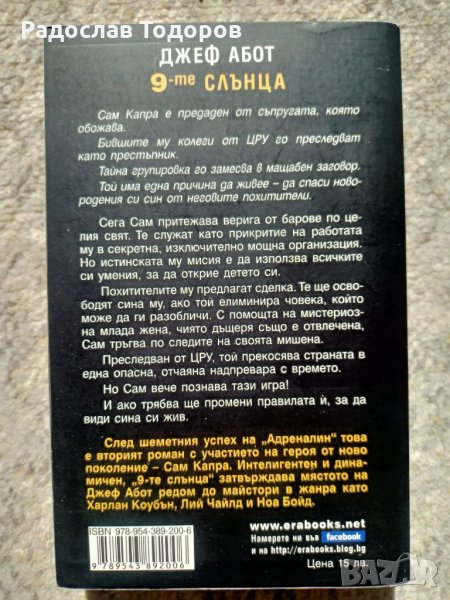 Радослав Тодоров
ДЖЕФ АБОТ
9-те СЛЪНЦА
Сам Капра е предаден от съпругата, която
обожава.
Бившите му колеги от ЦРУ го преследват
като престъпник.
Тайна групировка го замесва в мащабен заговор.
Той има една причина да живее – да спаси ново-
родения си син от неговите похитители.
Сега Сам притежава верига от барове по це-
лия свят. Те служат като прикритие на работата
му в секретна, изключително мощна организация.
Но истинската му мисия е да използва всичките
си умения, за да открие детето си.
Похитителите му предлагат сделка. Те ще осво-
бодят сина му, ако той елиминира човека, който
може да ги разобличи. С помощта на мистериоз-
на млада жена, чиято дъщеря също е отвлечена,
Сам тръгва по следите на своята мишена.
Преследван от ЦРУ, той прекосява страната в
една опасна, отчаяна надпревара с времето.
Но Сам вече познава тази игра!
И ако трябва ще промени правилата ѝ, за да
види сина си жив.
След шеметния успех на „Адреналин“ това
е вторият роман с участието на героя от ново
поколение – Сам Капра. Интелигентен и дина-
мичен, „9-те слънца“ затвърждава мястото на
Джеф Абот редом до майстори в жанра като
Харлан Коубън, Лий Чайлд и Ноа Бойд.
ISBN 978-954-389-200-6
9789543892006
www.erabooks.net
Намерете ни във facebook
и на http://erabooks.blog.bg
Цена 15 лв.
bazar